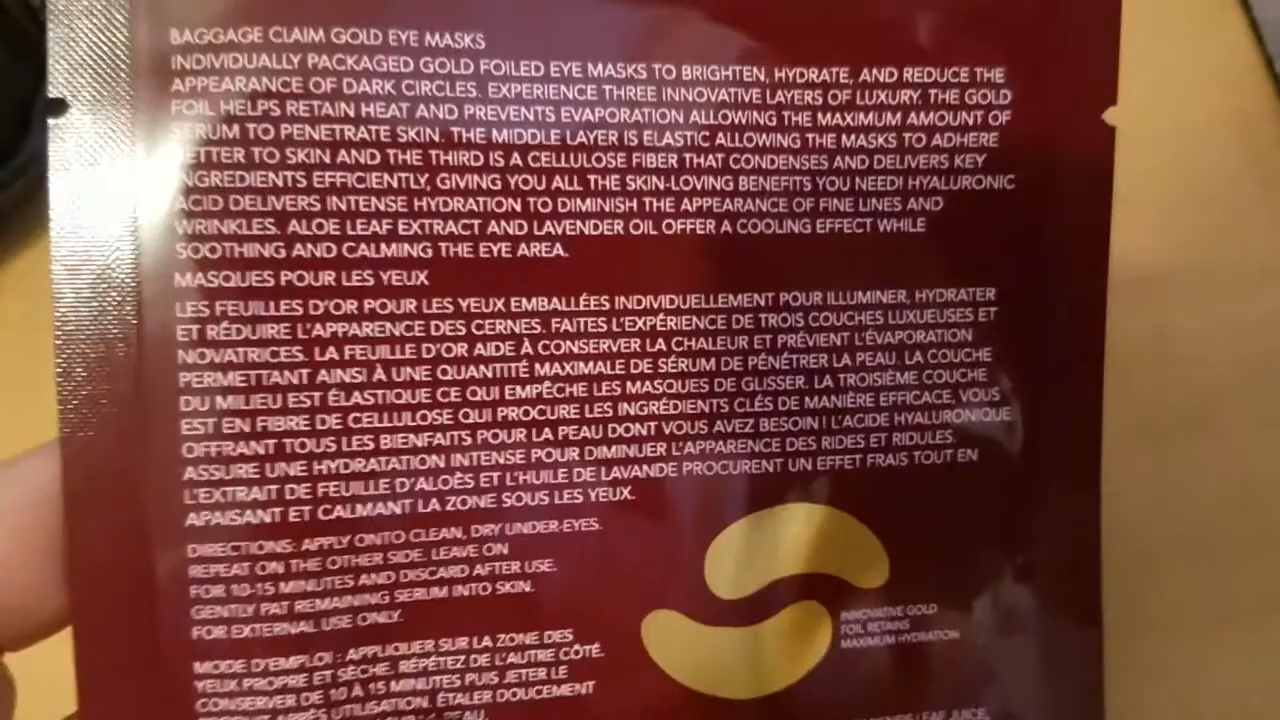 BAGGAGE CLAIM GOLD EYE MASKS
INDIVIDUALLY PACKAGED GOLD FOILED EYE MASKS TO BRIGHTEN, HYDRATE, AND REDUCE THE
APPEARANCE OF DARK CIRCLES. EXPERIENCE THREE INNOVATIVE LAYERS OF LUXURY. THE GOLD
FOIL HELPS RETAIN HEAT AND PREVENTS EVAPORATION ALLOWING THE MAXIMUM AMOUNT OF
SERUM TO PENETRATE SKIN. THE MIDDLE LAYER IS ELASTIC ALLOWING THE MASKS TO ADHERE
BETTER TO SKIN AND THE THIRD IS A CELLULOSE FIBER THAT CONDENSES AND DELIVERS KEY
INGREDIENTS EFFICIENTLY, GIVING YOU ALL THE SKIN-LOVING BENEFITS YOU NEED! HYALURONIC
ACID DELIVERS INTENSE HYDRATION TO DIMINISH THE APPEARANCE OF FINE LINES AND
WRINKLES. ALOE LEAF EXTRACT AND LAVENDER OIL OFFER A COOLING EFFECT WHILE
SOOTHING AND CALMING THE EYE AREA.
MASQUES POUR LES YEUX
LES FEUILLES D'OR POUR LES YEUX EMBALLÉES INDIVIDUELLEMENT POUR ILLUMINER, HYDRATER
ET RÉDUIRE L'APPARENCE DES CERNES. FAITES L'EXPÉRIENCE DE TROIS COUCHES LUXUEUSES ET
NOVATRICES. LA FEUILLE D'OR AIDE À CONSERVER LA CHALEUR ET PRÉVIENT L'ÉVAPORATION
PERMETTANT AINSI À UNE QUANTITÉ MAXIMALE DE SÉRUM DE PÉNÉTRER LA PEAU. LA COUCHE
DU MILIEU EST ÉLASTIQUE CE QUI EMPÊCHE LES MASQUES DE GLISSER. LA TROISIÈME COUCHE
EST EN FIBRE DE CELLULOSE QUI PROCURE LES INGRÉDIENTS CLÉS DE MANIÈRE EFFICACE, VOUS
OFFRANT TOUS LES BIENFAITS POUR LA PEAU DONT VOUS AVEZ BESOIN! L'ACIDE HYALURONIQUE
ASSURE UNE HYDRATATION INTENSE POUR DIMINUER L'APPARENCE DES RIDES ET RIDULES.
L'EXTRAIT DE FEUILLE D'ALOÈS ET L'HUILE DE LAVANDE PROCURENT UN EFFET FRAIS TOUT EN
APAISANT ET CALMANT LA ZONE SOUS LES YEUX.
DIRECTIONS: APPLY ONTO CLEAN, DRY UNDER-EYES.
REPEAT ON THE OTHER SIDE. LEAVE ON
FOR 10-15 MINUTES AND DISCARD AFTER USE.
GENTLY PAT REMAINING SERUM INTO SKIN.
FOR EXTERNAL USE ONLY.
INNOVATIVE GOLD
FOIL RETAINS
MAXIMUM HYDRATION
MODE D'EMPLOI : APPLIQUER SUR LA ZONE DES
YEUX PROPRE ET SÈCHE. RÉPÉTEZ DE L'AUTRE CÔTÉ.
CONSERVER DE 10 À 15 MINUTES PUIS JETER LE
PRODUIT APRÈS UTILISATION. ÉTALER DOUCEMENT
PEAU.
LEAF JUICE,